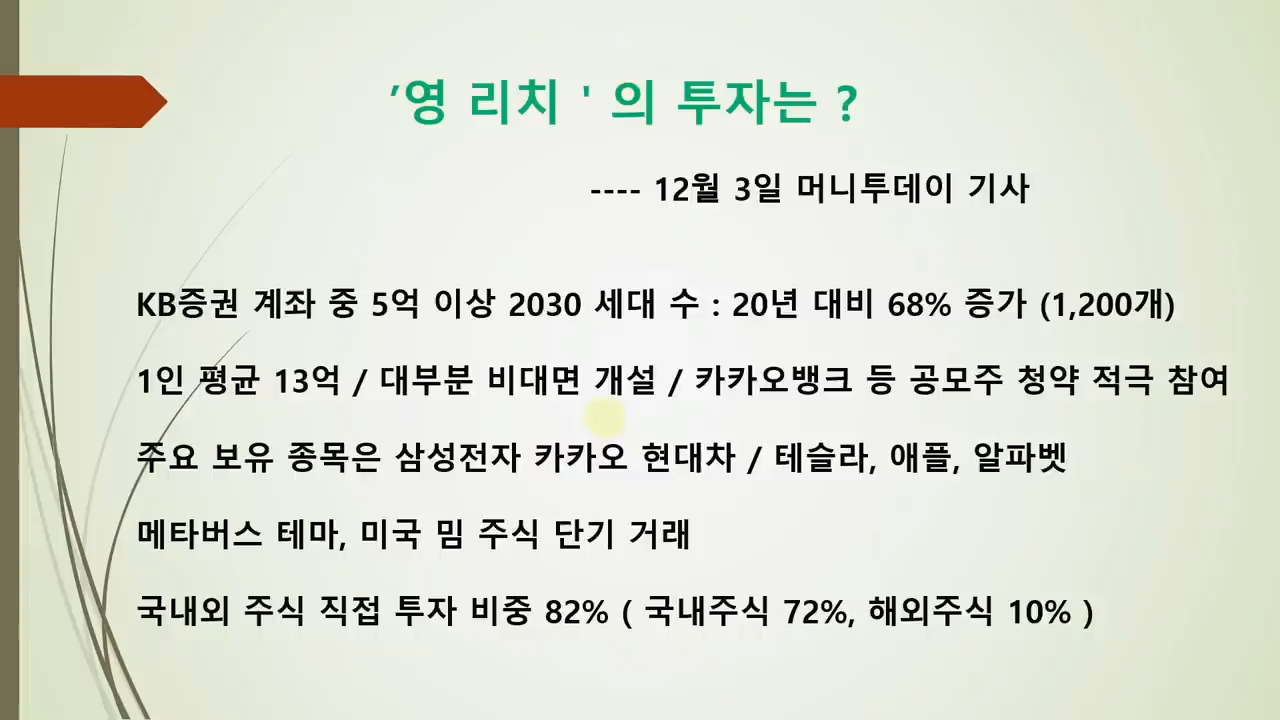 ’영 리치 ' 의 투자는 ?
---- 12월 3일 머니투데이 기사
KB증권 계좌 중 5억 이상 2030 세대 수 : 20년 대비 68% 증가 (1,200개)
1인 평균 13억 / 대부분 비대면 개설 / 카카오뱅크 등 공모주 청약 적극 참여
주요 보유 종목은 삼성전자 카카오 현대차 / 테슬라, 애플, 알파벳
메타버스 테마, 미국 밈 주식 단기 거래
국내외 주식 직접 투자 비중 82% ( 국내주식 72%, 해외주식 10% )